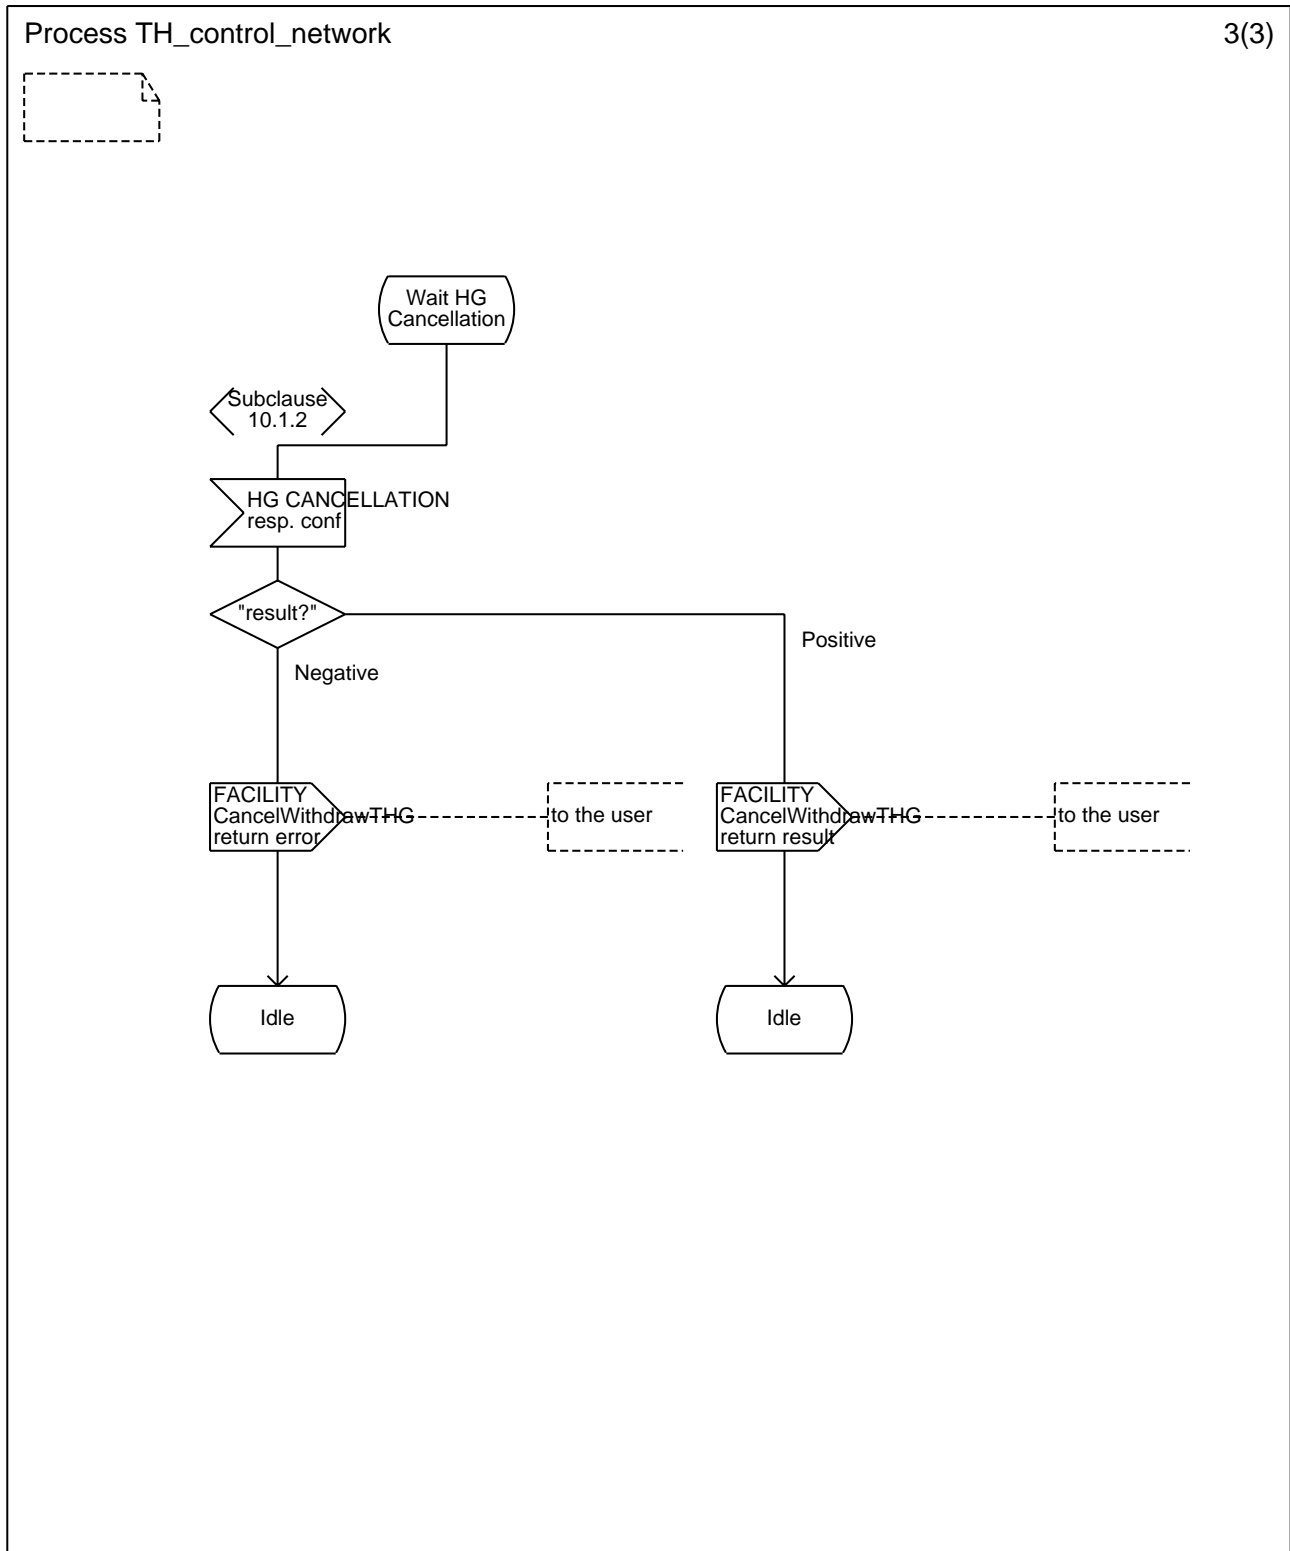 Process TH_control_network
3(3)
Wait HG
Cancellation
Subclause
10.1.2
HG CANCELLATION
resp. conf
"result?"
Positive
Negative
FACILITY
CancelWithdrawTHG
return error
to the user
FACILITY
CancelWithdrawTHG
return result
to the user
Idle
Idle